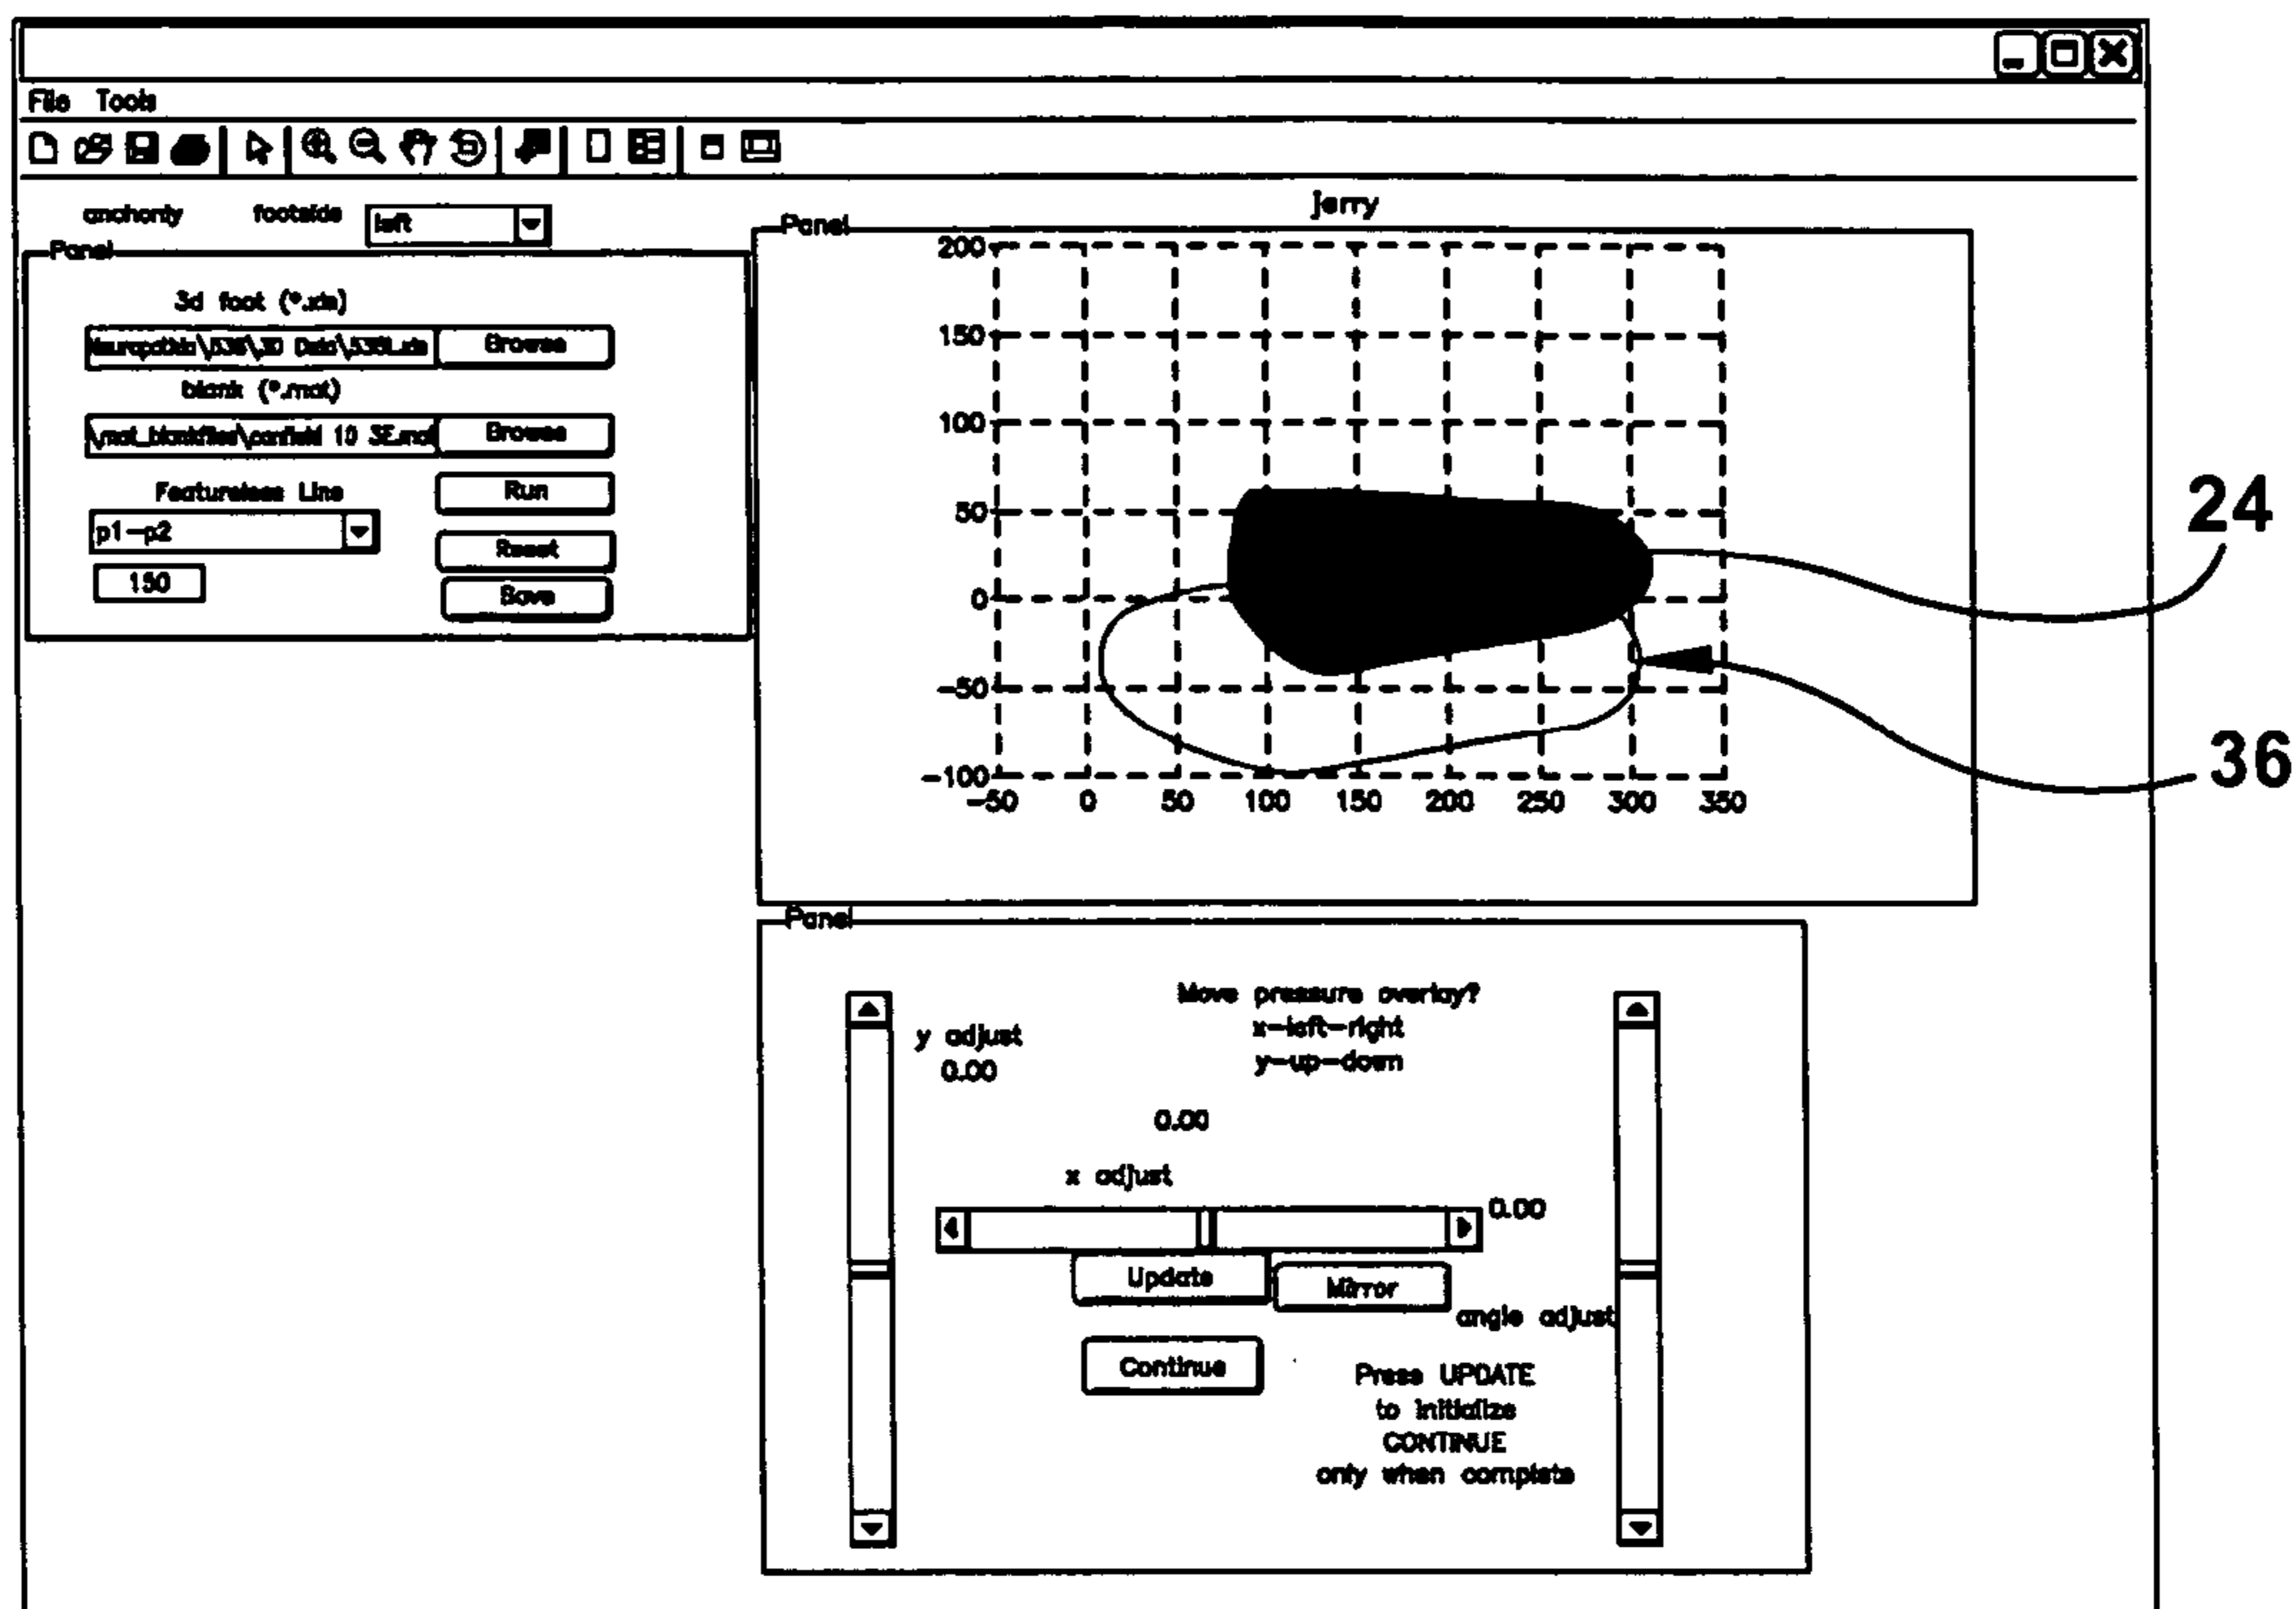 File Tools
anchonly footside left
jerry
Panel
3d foot (*.xls)
Browse
blank (*.mat)
Browse
Featureless Line
Run
p1-p2
Reset
150
Save
Panel
200
150
100
50
0
-50
-100
-50 0 50 100 150 200 250 300 350
24
36
Panel
Move pressure overlay?
x-left-right
y-up-down
y adjust
0.00
0.00
x adjust
0.00
Update
Mirror
angle adjust
Continue
Press UPDATE
to initialize
CONTINUE
only when complete